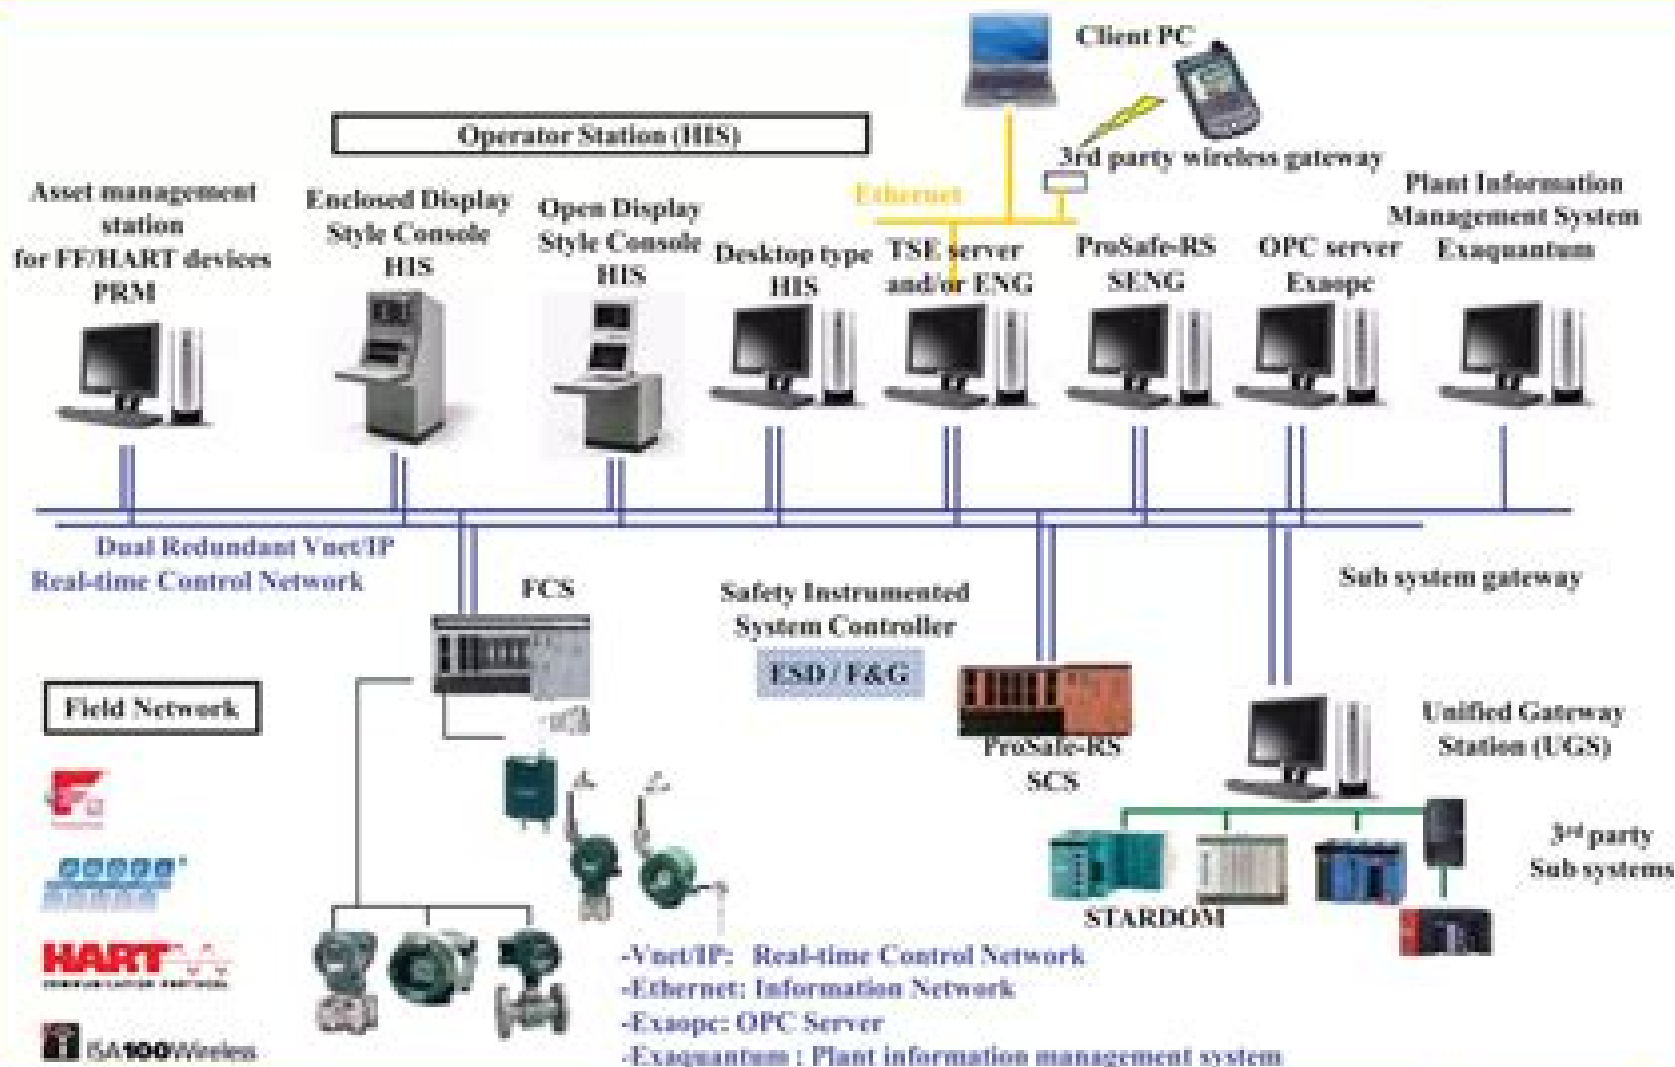 Client PC
Operator Station (HIS)
3rd party wireless gateway
Asset management
station
for FF/HART devices
PRM
Enclosed Display
Style Console
HIS
Open Display
Style Console
HIS
Desktop type
HIS
Ethernet
TSE server
and/or ENG
ProSafe-RS
SENG
OPC server
Exaopc
Plant Information
Management System
Exaquantum
Dual Redundant Vnet/IP
Real-time Control Network
FCS
Safety Instrumented
System Controller
ESD / F&G
Sub system gateway
Field Network
ProSafe-RS
SCS
Unified Gateway
Station (UGS)
3rd party
Sub systems
STARDOM
HART
COMMUNICATION PROTOCOL
ISA100Wireless
-Vnet/IP: Real-time Control Network
-Ethernet: Information Network
-Exaopc: OPC Server
-Exaquantum : Plant information management system